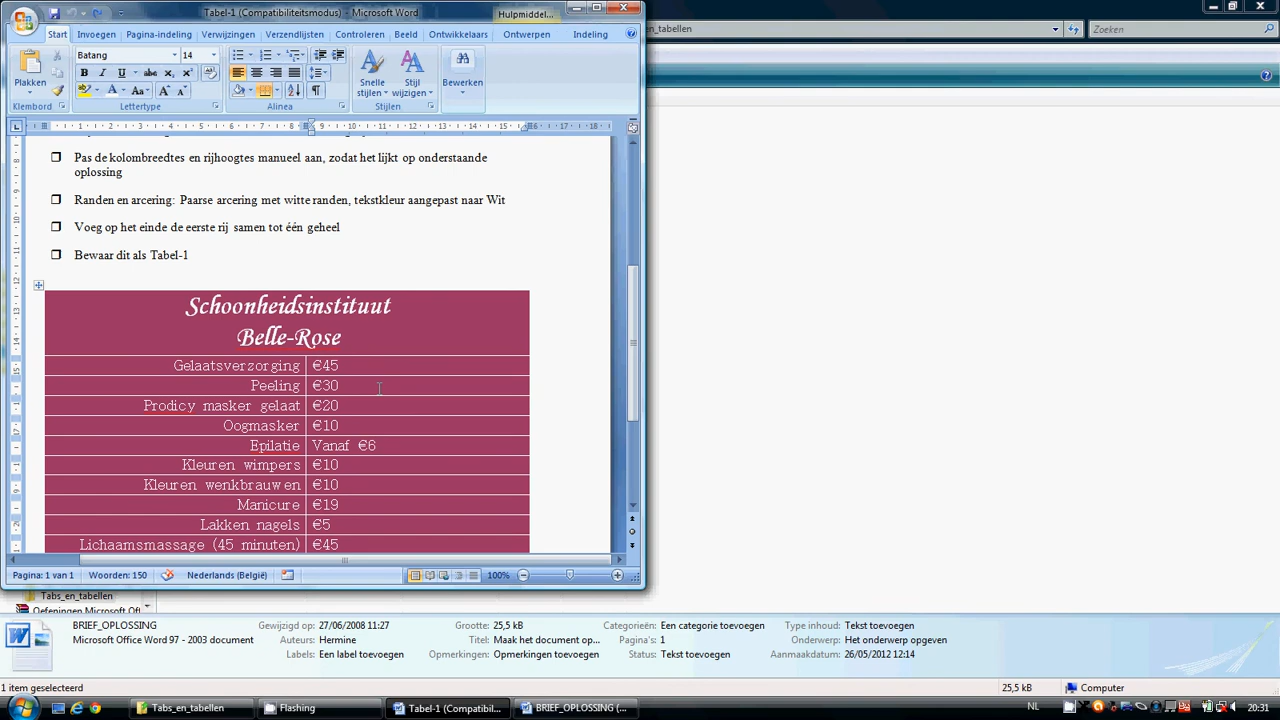 Tabel-1 (Compatibiliteitsmodus) - Microsoft Word
Hulpmiddel...
n_tabellen
Zoeken
Start Invoegen Pagina-indeling Verwijzingen Verzendlijsten Controleren Beeld Ontwikkelaars Ontwerpen Indeling
Batang 14
Plakken
B I U abc x₂ x² Aa
Snelle stijlen
Stijl wijzigen
Bewerken
Klembord Lettertype Alinea Stijlen
Pas de kolombreedtes en rijhoogtes manueel aan, zodat het lijkt op onderstaande
oplossing
Randen en arcering: Paarse arcering met witte randen, tekstkleur aangepast naar Wit
Voeg op het einde de eerste rij samen tot één geheel
Bewaar dit als Tabel-1
Schoonheidsinstituut
Belle-Rose
Gelaatsverzorging €45
Peeling €30
Prodicy masker gelaat €20
Oogmasker €10
Epilatie Vanaf €6
Kleuren wimpers €10
Kleuren wenkbrauwen €10
Manicure €19
Lakken nagels €5
Lichaamsmassage (45 minuten) €45
Pagina: 1 van 1 Woorden: 150 Nederlands (België) 100%
Tabs_en_tabellen
Oefeningen Microsoft Of
BRIEF_OPLOSSING Gewijzigd op: 27/06/2008 11:27 Grootte: 25,5 kB Categorieën: Een categorie toevoegen Type inhoud: Tekst toevoegen
Microsoft Office Word 97 - 2003 document Auteurs: Hermine Titel: Maak het document op... Pagina's: 1 Onderwerp: Het onderwerp opgeven
Labels: Een label toevoegen Opmerkingen: Opmerkingen toevoegen Status: Tekst toevoegen Aanmaakdatum: 26/05/2012 12:14
1 item geselecteerd 25,5 kB Computer
Tabs_en_tabellen Flashing Tabel-1 (Compatibil... BRIEF_OPLOSSING (... NL 20:31